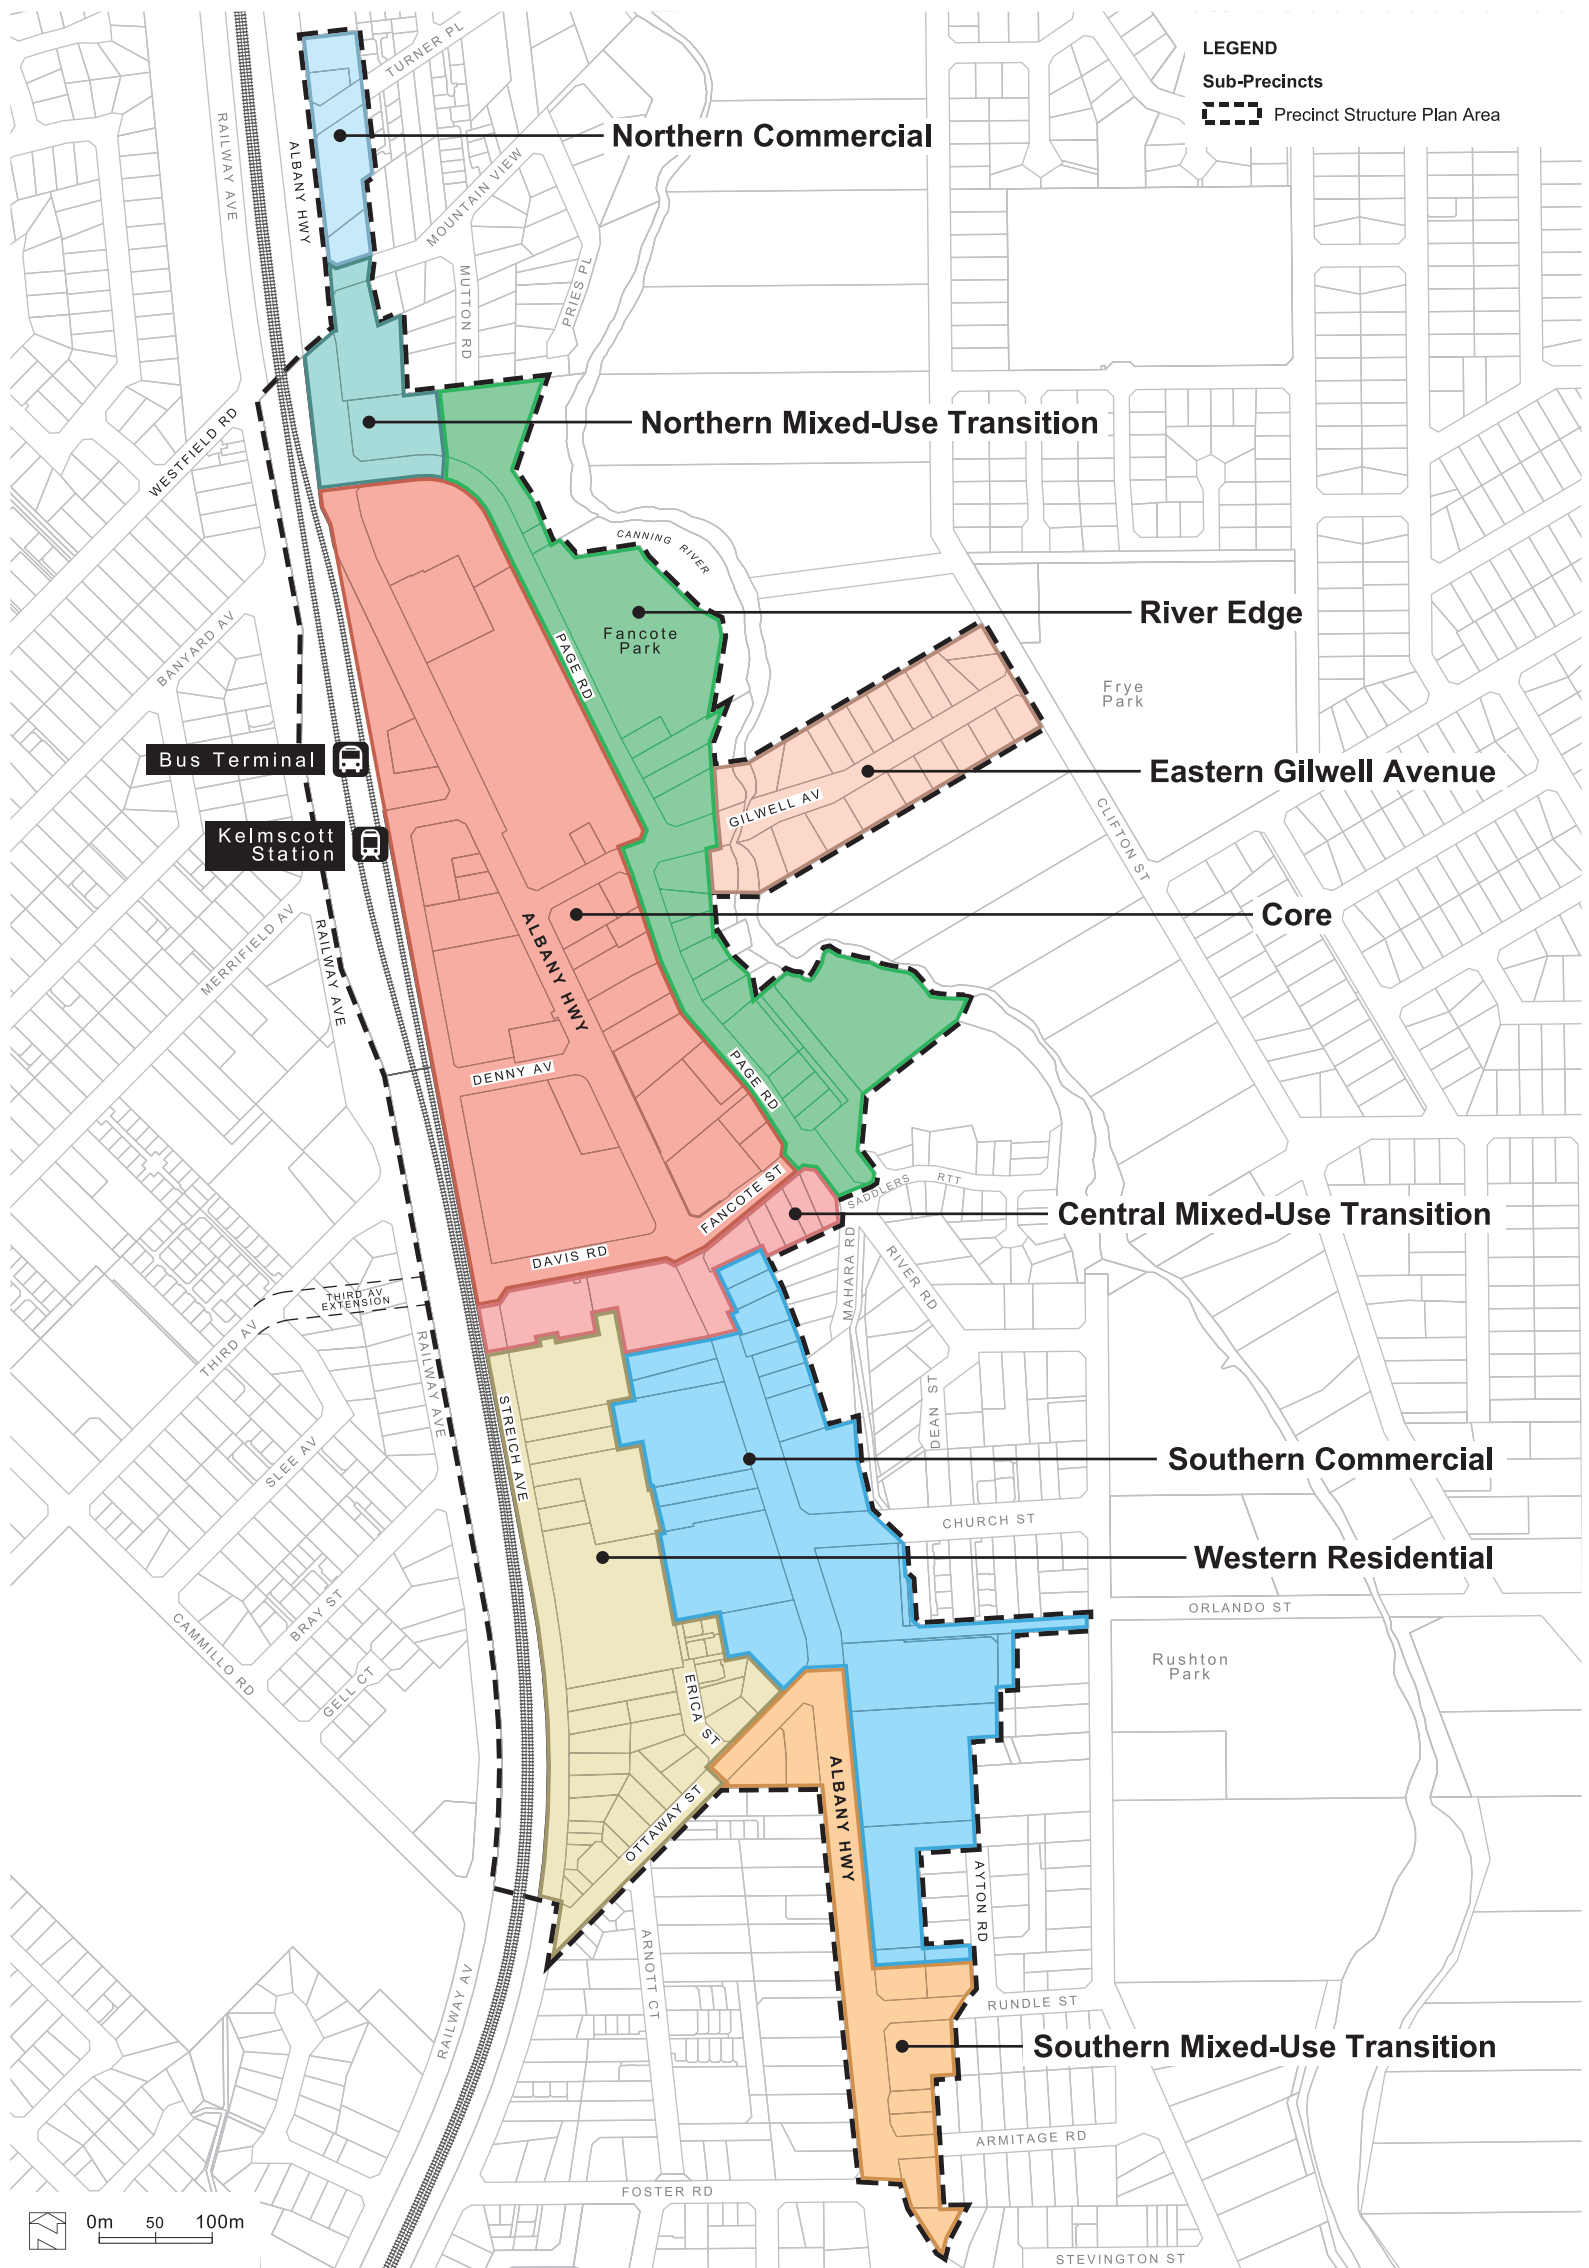 LEGEND
Sub-Precincts
Precinct Structure Plan Area
TURNER PL
RAILWAY AVE
ALBANY HWY
Northern Commercial
MOUNTAIN VIEW
MUTTON RD
PRIES PL
Northern Mixed-Use Transition
WESTFIELD RD
CANNING RIVER
River Edge
Fancote
Park
PAGE RD
BANYARD AV
Frye
Park
Bus Terminal
Eastern Gilwell Avenue
GILWELL AV
CLIFTON ST
Kelmscott
Station
Core
ALBANY HWY
MERRIFIELD AV
RAILWAY AVE
DENNY AV
PAGE RD
FANCOTE ST
SADDLERS RTT
Central Mixed-Use Transition
DAVIS RD
MAHARA RD
RIVER RD
THIRD AV
EXTENSION
THIRD AV
RAILWAY AVE
STREICH AVE
DEAN ST
SLEE AV
Southern Commercial
CHURCH ST
Western Residential
ORLANDO ST
BRAY ST
CAMMILLO RD
GELL CT
Rushton
Park
ERICA ST
ALBANY HWY
OTTAWAY ST
AYTON RD
ARNOTT CT
RAILWAY AV
RUNDLE ST
Southern Mixed-Use Transition
ARMITAGE RD
FOSTER RD
0m 50 100m
STEVINGTON ST